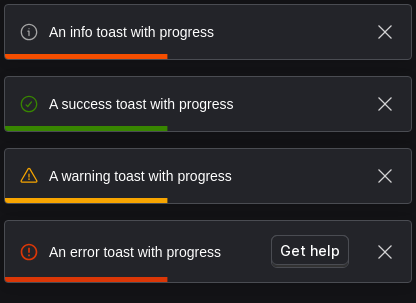 An info toast with progress
A success toast with progress
A warning toast with progress
An error toast with progress Get help